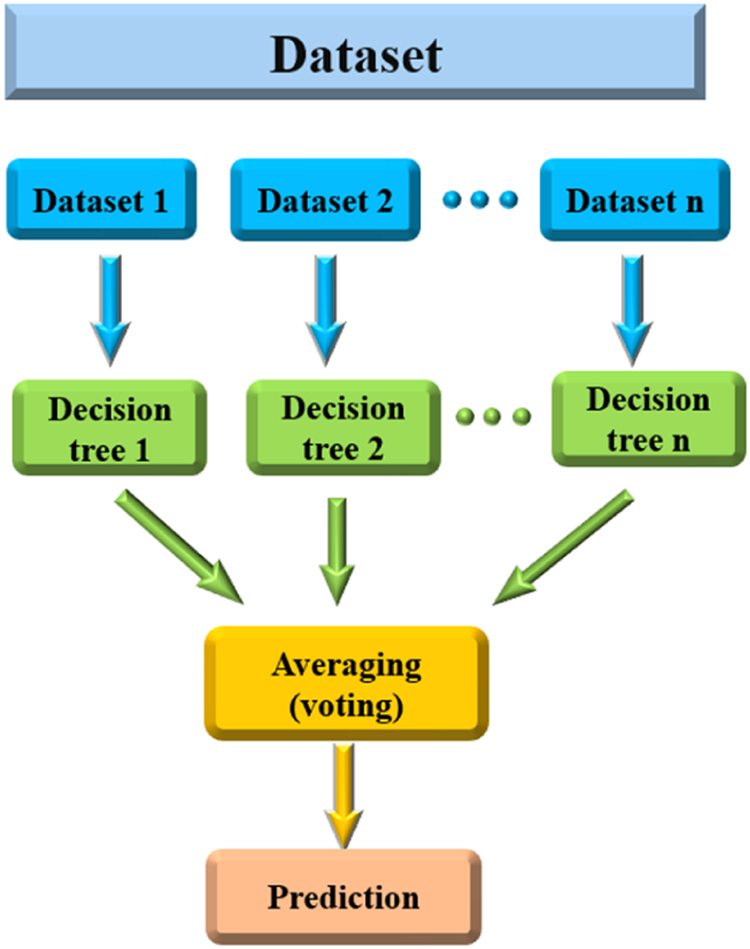 Dataset
Dataset 1
Dataset 2
Dataset n
Decision
tree 1
Decision
tree 2
Decision
tree n
Averaging
(voting)
Prediction